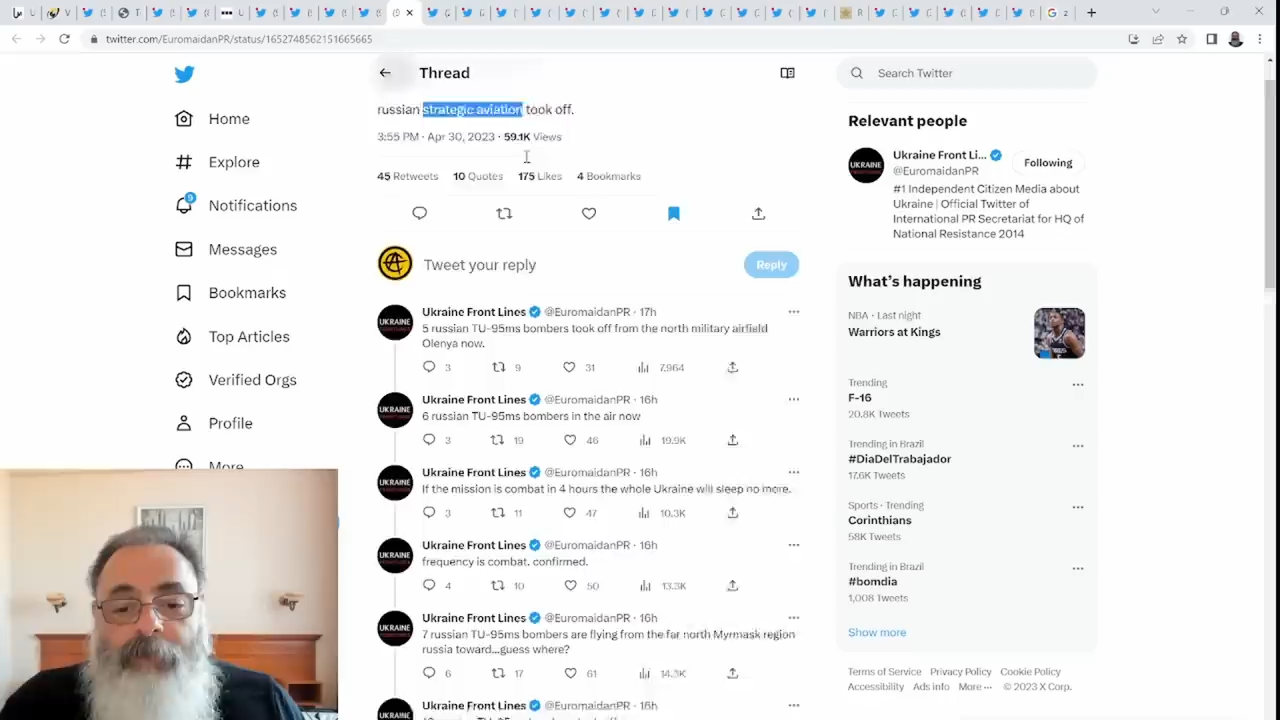 twitter.com/EuromaidanPR/status/1652748562151665665
Thread
russian strategic aviation took off.
3:55 PM · Apr 30, 2023 · 59.1K Views
45 Retweets 10 Quotes 175 Likes 4 Bookmarks
Tweet your reply
Reply
Home
Explore
9
Notifications
Messages
Bookmarks
Top Articles
Verified Orgs
Profile
More
UKRAINE
Ukraine Front Lines @EuromaidanPR · 17h
5 russian TU-95ms bombers took off from the north military airfield
Olenya now.
3 9 31 7,964
UKRAINE
Ukraine Front Lines @EuromaidanPR · 16h
6 russian TU-95ms bombers in the air now
3 19 46 19.9K
UKRAINE
Ukraine Front Lines @EuromaidanPR · 16h
If the mission is combat in 4 hours the whole Ukraine will sleep no more.
3 11 47 10.3K
UKRAINE
Ukraine Front Lines @EuromaidanPR · 16h
frequency is combat. confirmed.
4 10 50 13.3K
UKRAINE
Ukraine Front Lines @EuromaidanPR · 16h
7 russian TU-95ms bombers are flying from the far north Myrmask region
russia toward...guess where?
6 17 61 14.3K
UKRAINE
Ukraine Front Lines @EuromaidanPR · 16h
Search Twitter
Relevant people
UKRAINE
Ukraine Front Li...
@EuromaidanPR
Following
#1 Independent Citizen Media about
Ukraine | Official Twitter of
International PR Secretariat for HQ of
National Resistance 2014
What's happening
NBA · Last night
Warriors at Kings
Trending
F-16
20.8K Tweets
Trending in Brazil
#DiaDelTrabajador
17.6K Tweets
Sports · Trending
Corinthians
58K Tweets
Trending in Brazil
#bomdia
1,008 Tweets
Show more
Terms of Service Privacy Policy Cookie Policy
Accessibility Ads info More ··· © 2023 X Corp.